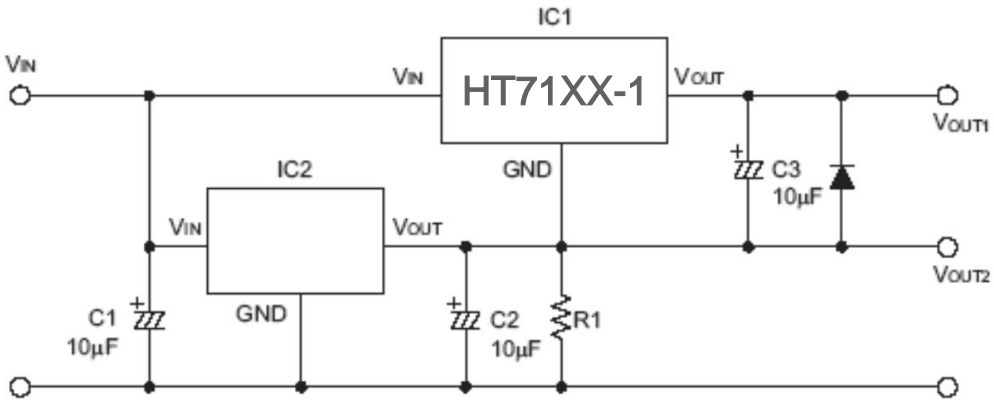 IC1
VIN
VIN
HT71XX-1
VOUT
VOUT1
GND
+
C3
10μF
IC2
VIN
VOUT
VOUT2
GND
+
C1
10μF
+
C2
10μF
R1